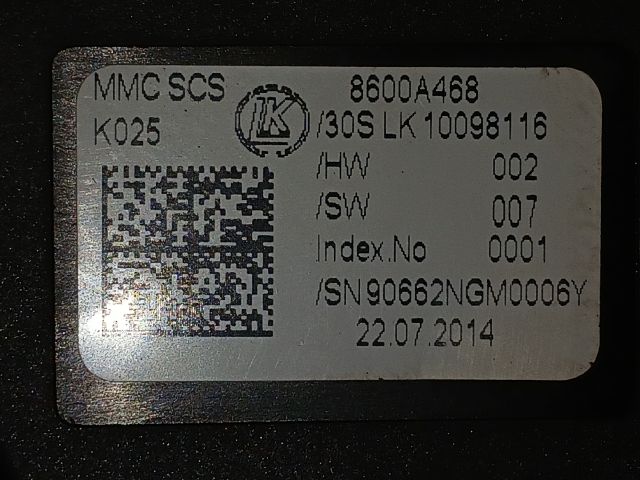 MMC SCS
K025
LK
8600A468
/30S LK 10098116
/HW 002
/SW 007
Index.No 0001
/SN 90662NGM0006Y
22.07.2014